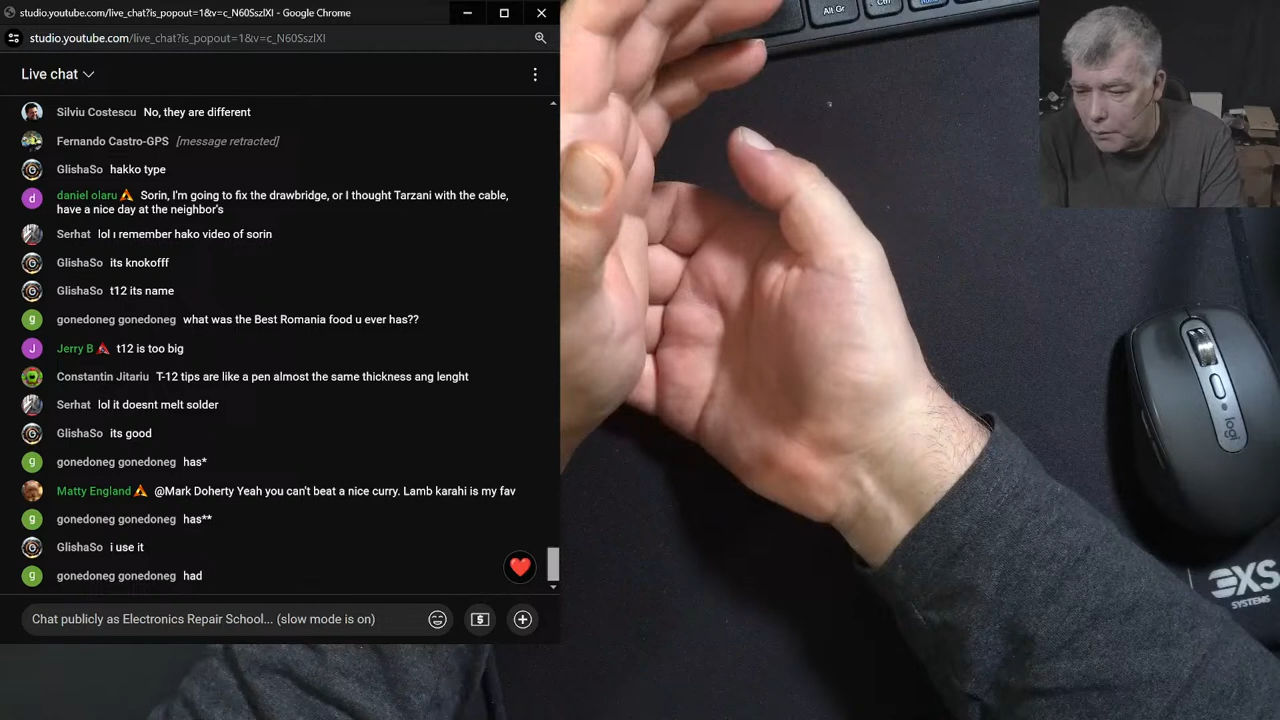 studio.youtube.com/live_chat?is_popout=1&v=c_N60SszlXI - Google Chrome
studio.youtube.com/live_chat?is_popout=1&v=c_N60SszlXI
Live chat
Silviu Costescu No, they are different
Fernando Castro-GPS [message retracted]
GlishaSo hakko type
daniel olaru Sorin, I'm going to fix the drawbridge, or I thought Tarzani with the cable,
have a nice day at the neighbor's
Serhat lol ı remember hako video of sorin
GlishaSo its knokofff
GlishaSo t12 its name
gonedoneg gonedoneg what was the Best Romania food u ever has??
Jerry B t12 is too big
Constantin Jitariu T-12 tips are like a pen almost the same thickness ang lenght
Serhat lol it doesnt melt solder
GlishaSo its good
gonedoneg gonedoneg has*
Matty England @Mark Doherty Yeah you can't beat a nice curry. Lamb karahi is my fav
gonedoneg gonedoneg has**
GlishaSo i use it
gonedoneg gonedoneg had
Chat publicly as Electronics Repair School... (slow mode is on)
Alt Gr
Ctrl
logi
EXS
SYSTEMS